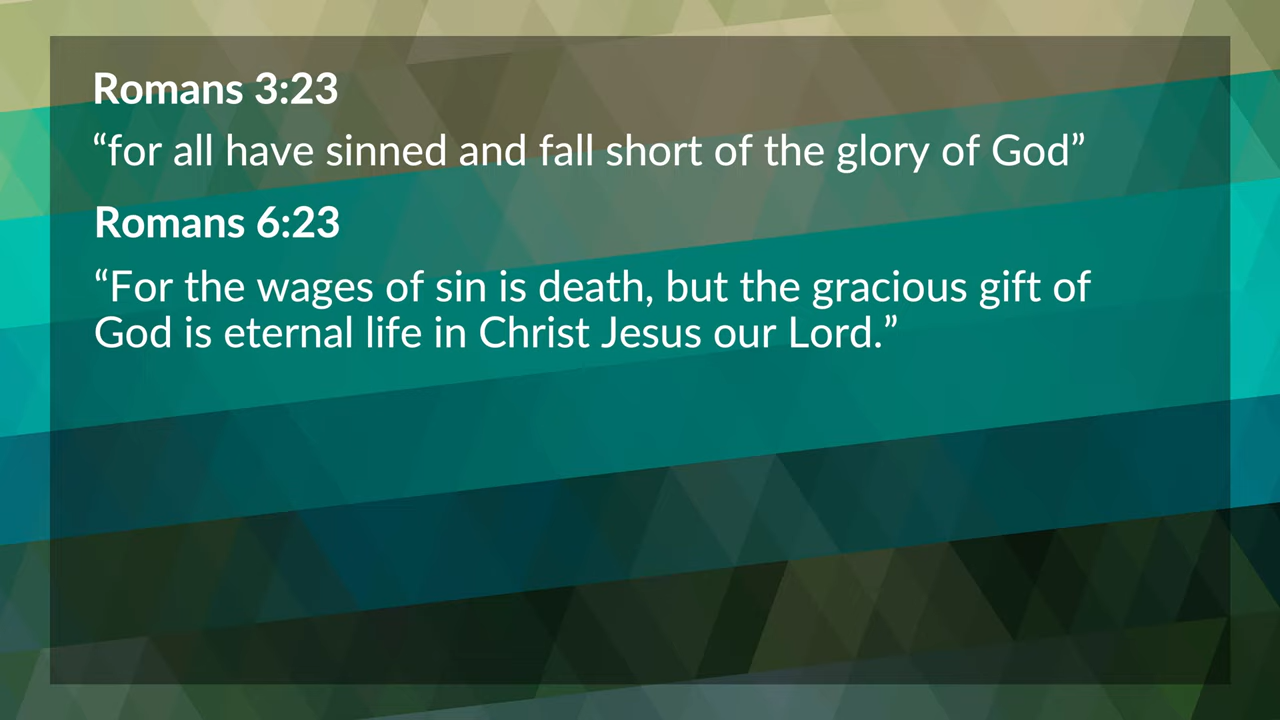 Romans 3:23
“for all have sinned and fall short of the glory of God”
Romans 6:23
“For the wages of sin is death, but the gracious gift of
God is eternal life in Christ Jesus our Lord.”